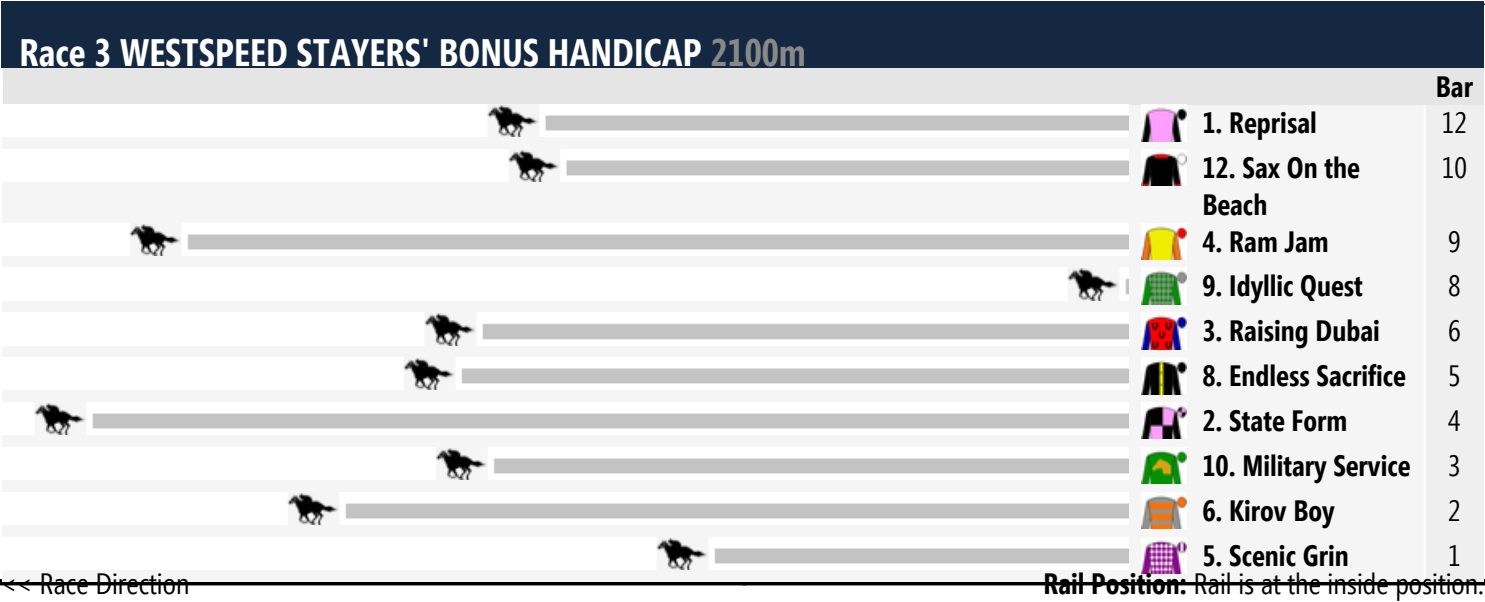 Race 3 WESTSPEED STAYERS' BONUS HANDICAP 2100m
Bar
1. Reprisal 12
12. Sax On the 10
Beach
4. Ram Jam 9
9. Idyllic Quest 8
3. Raising Dubai 6
8. Endless Sacrifice 5
2. State Form 4
10. Military Service 3
6. Kirov Boy 2
5. Scenic Grin 1
<< Race Direction Rail Position: Rail is at the inside position.